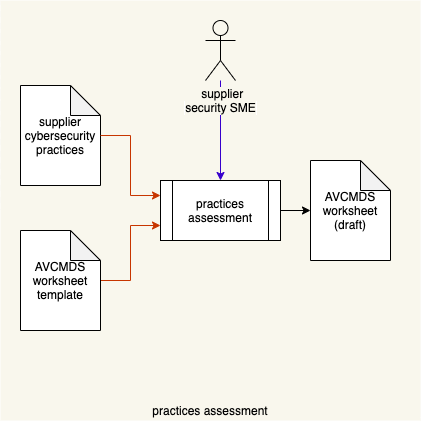 supplier
security SME
supplier
cybersecurity
practices
practices
assessment
AVCMDS
worksheet
(draft)
AVCMDS
worksheet
template
practices assessment